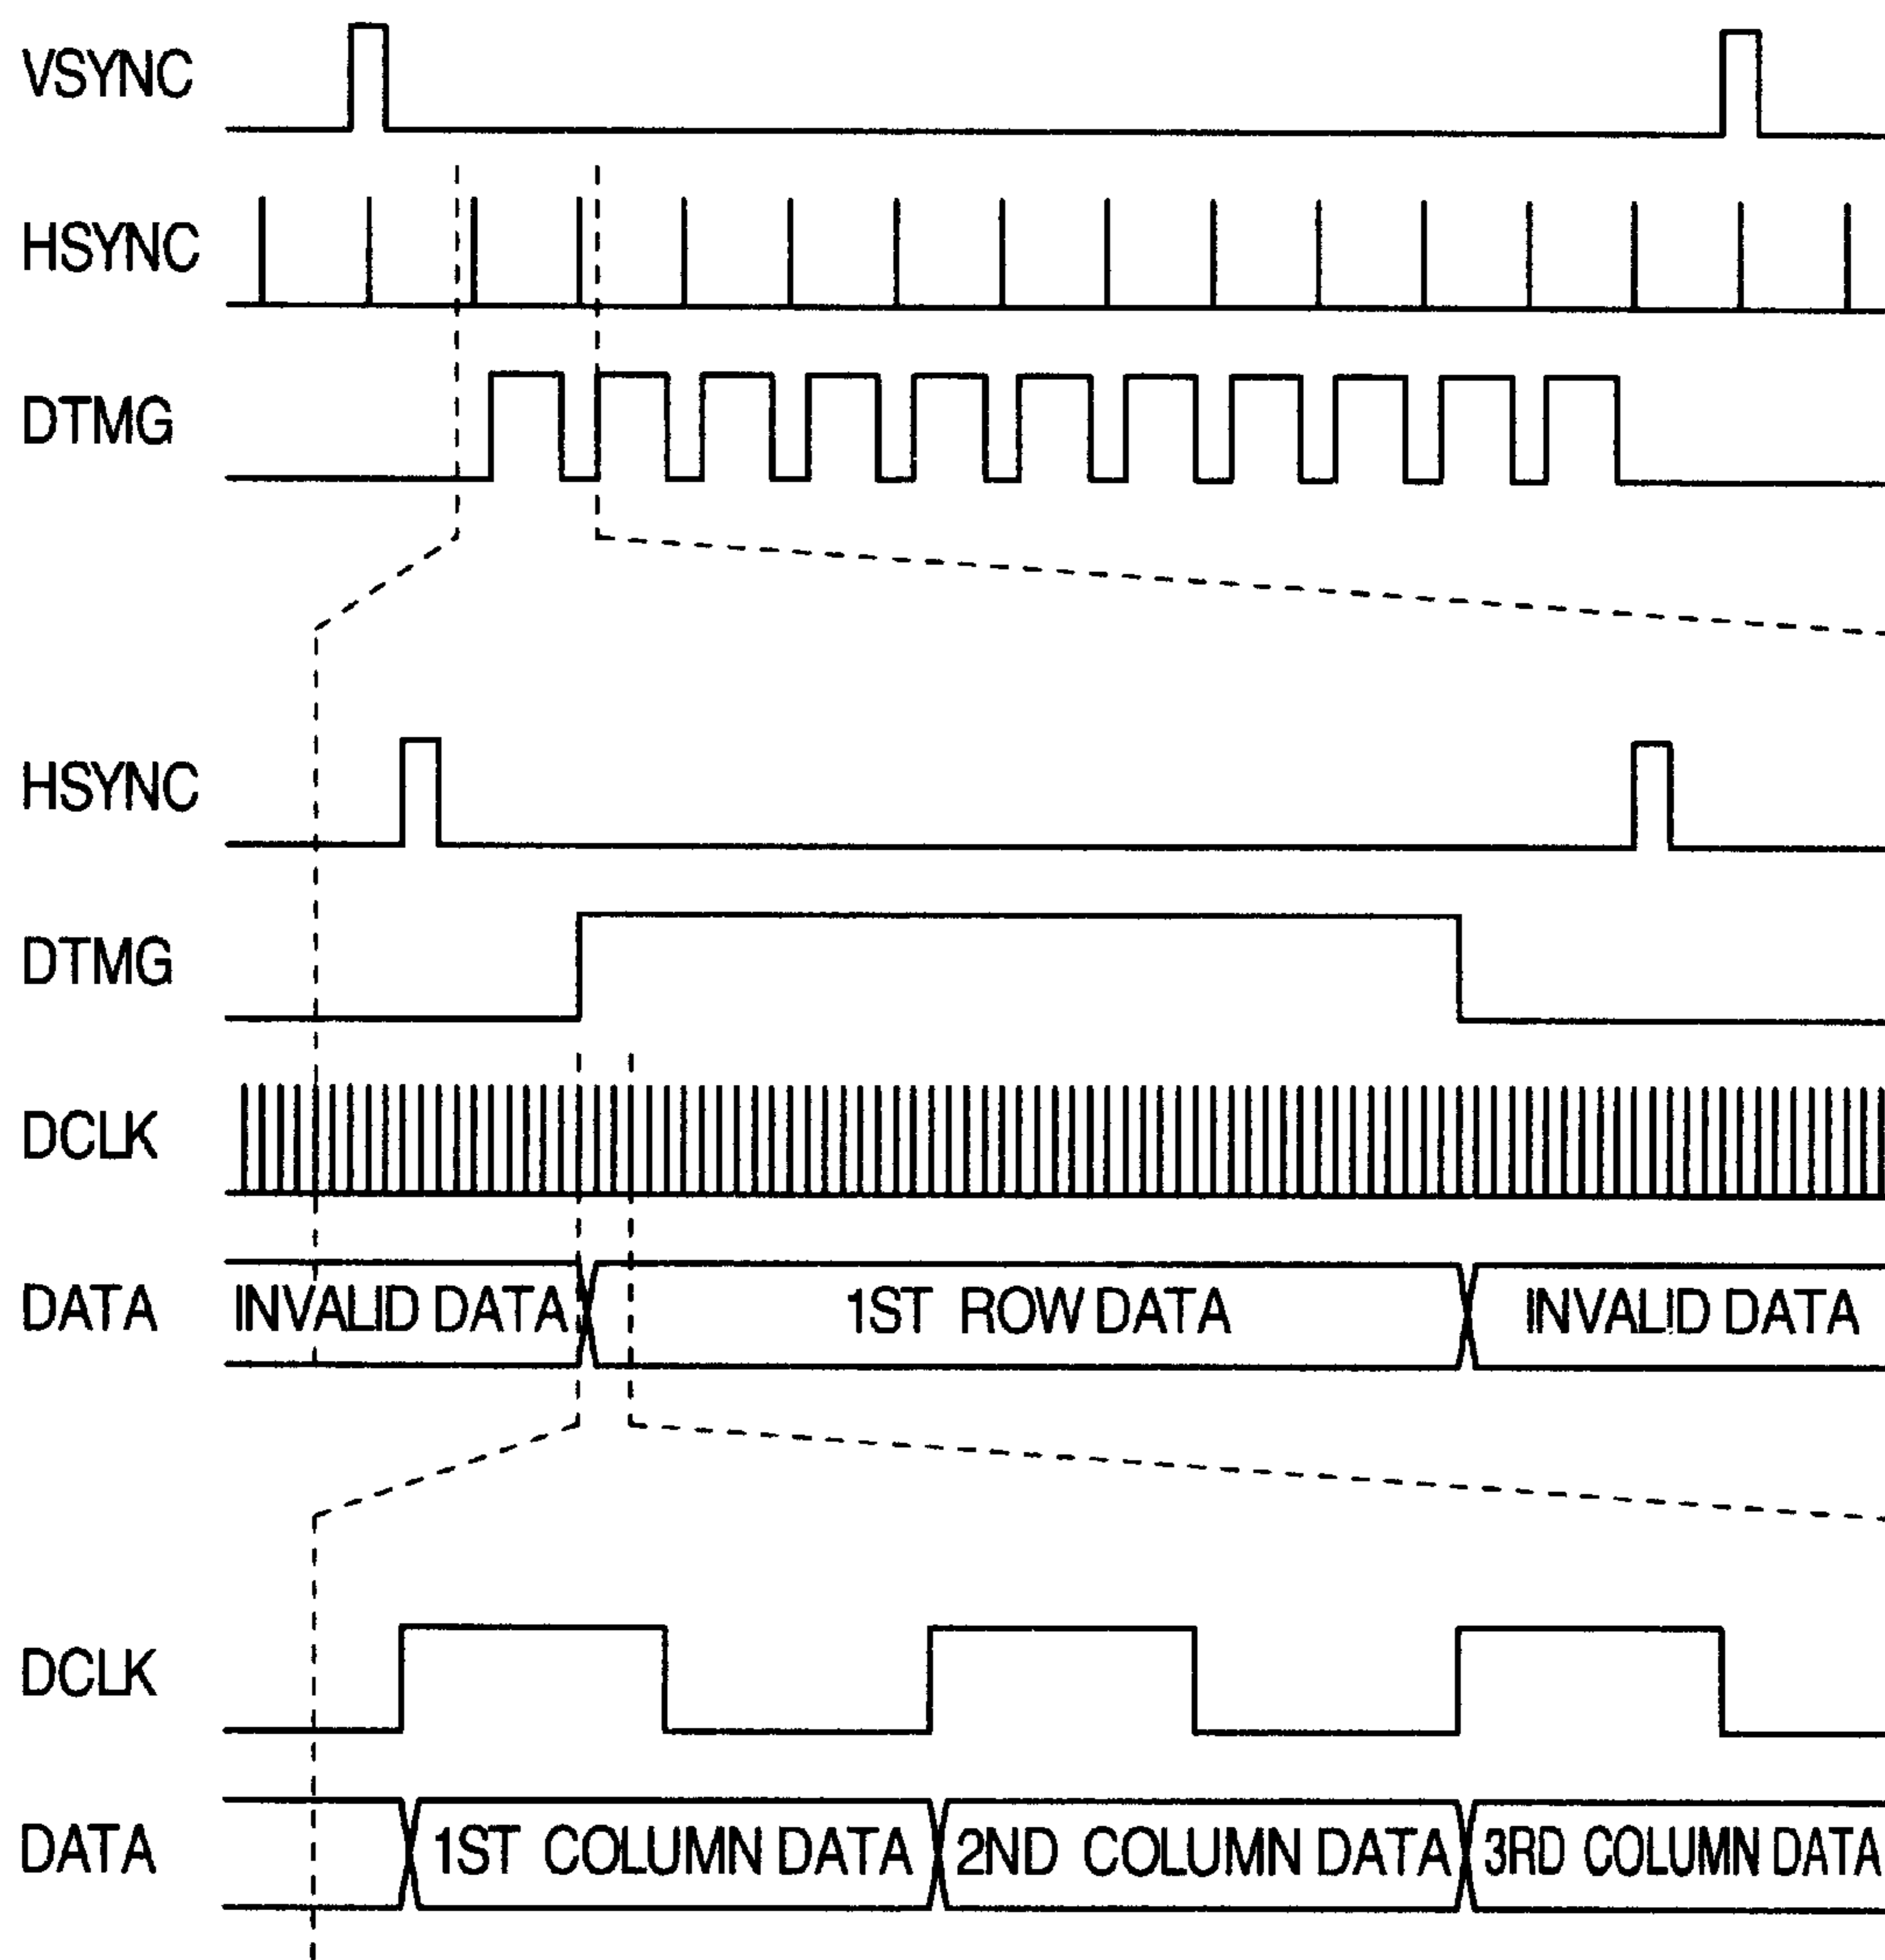 VSYNC
HSYNC
DTMG
HSYNC
DTMG
DCLK
DATA INVALID DATA 1ST ROW DATA INVALID DATA
DCLK
DATA 1ST COLUMN DATA 2ND COLUMN DATA 3RD COLUMN DATA